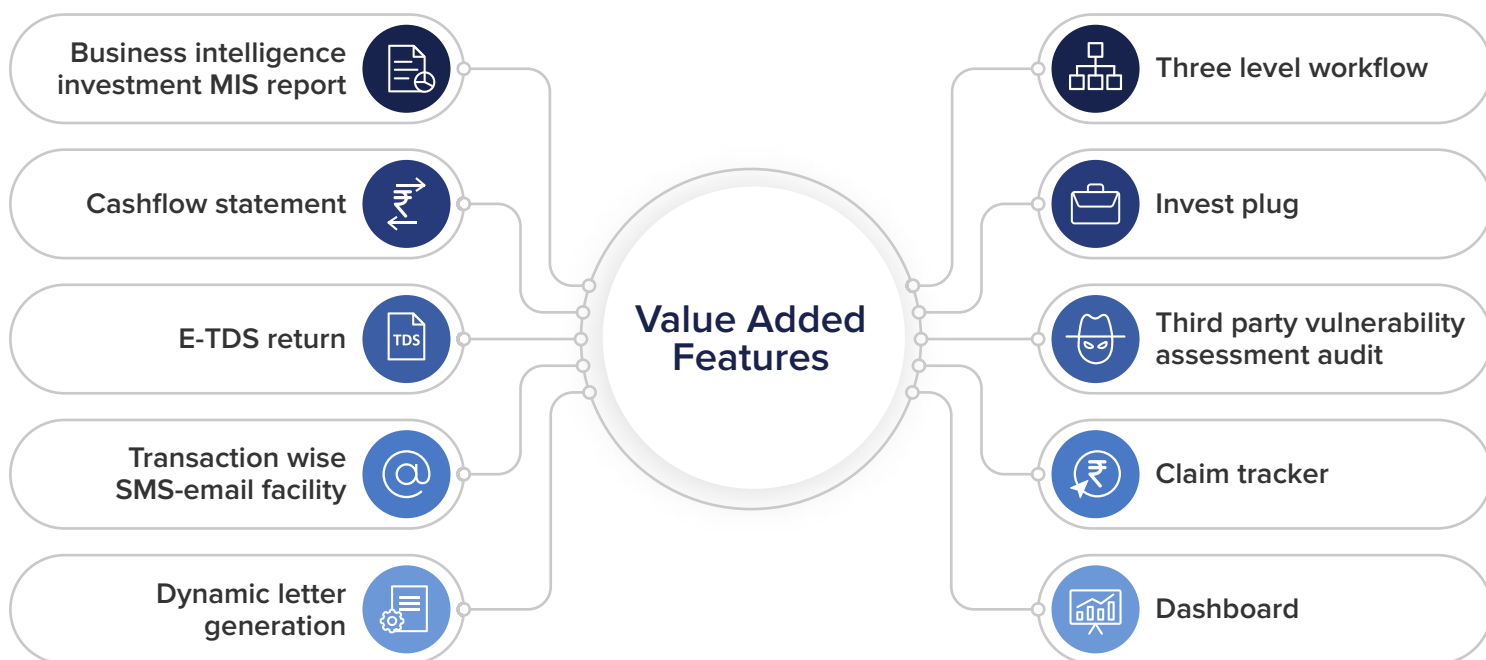 Business intelligence
investment MIS report
Cashflow statement
E-TDS return
TDS
Transaction wise
SMS-email facility
@
Dynamic letter
generation
Value Added
Features
Three level workflow
Invest plug
Third party vulnerability
assessment audit
Claim tracker
Dashboard